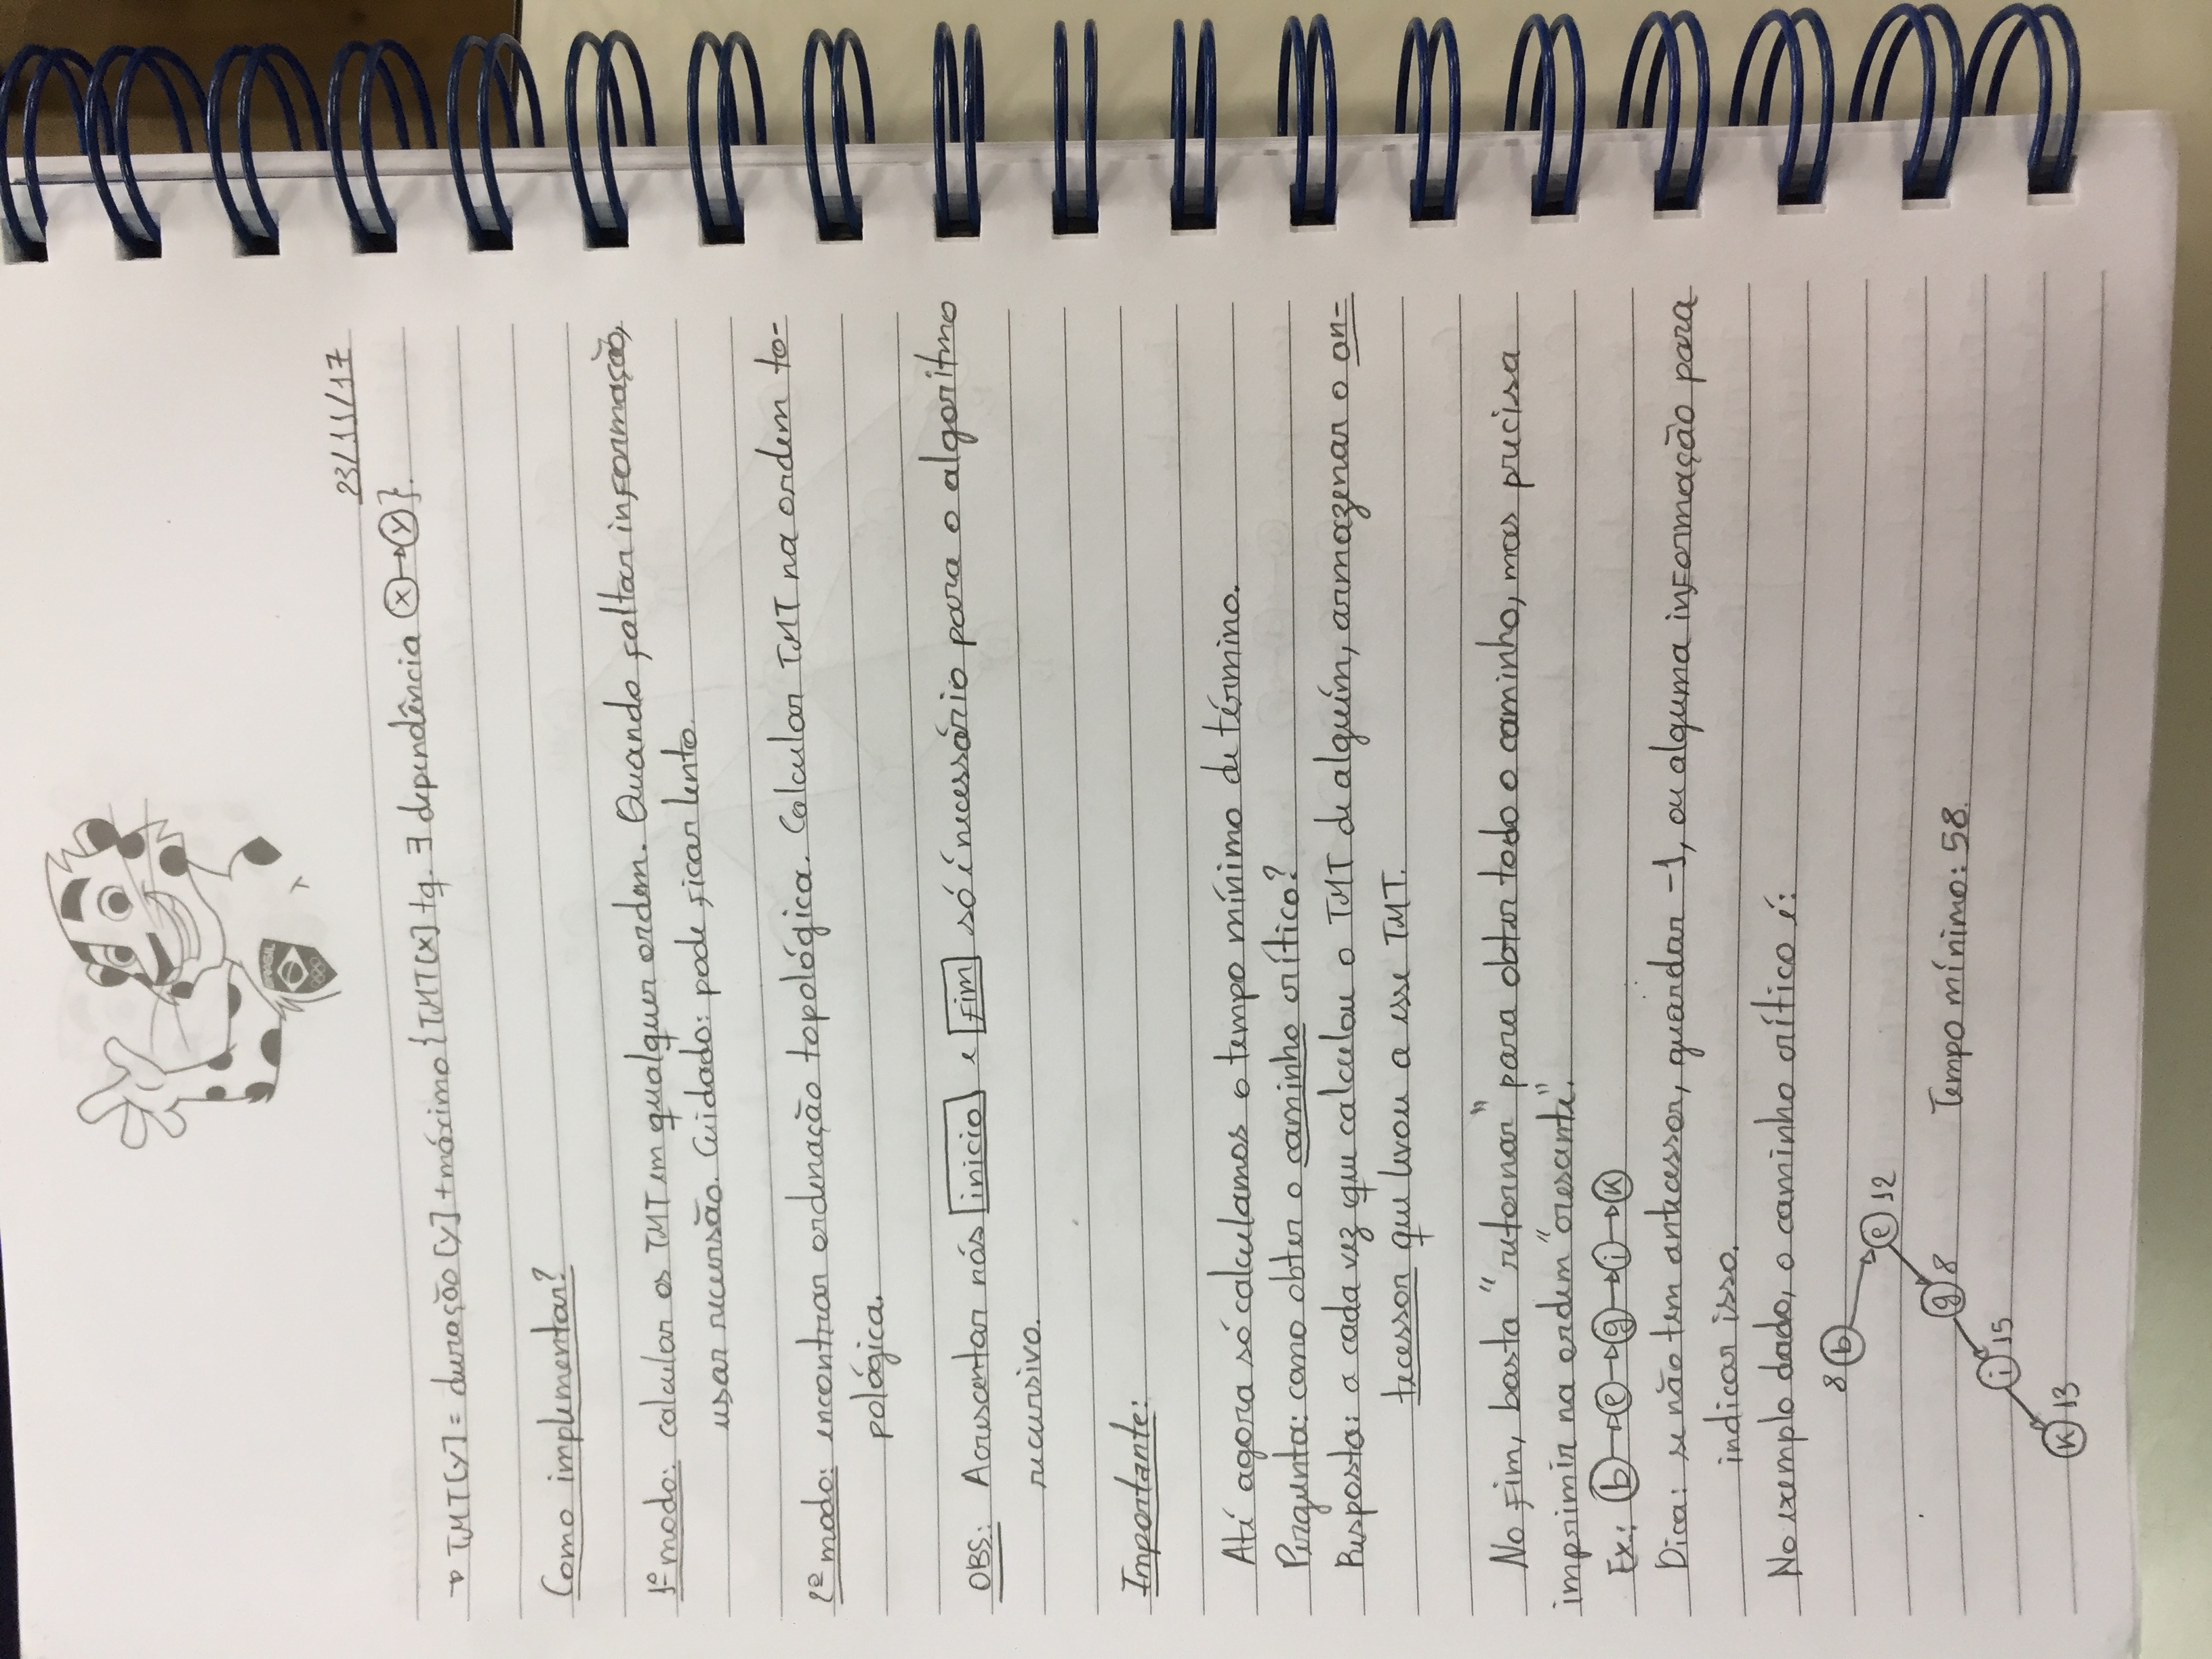 BRASIL
23/11/17
→ TMT[y] = duração [y] + máximo {TMT[x] tq. ∃ dependência x→y}.
Como implementar?
1º modo: calcular os TMT em qualquer ordem. Quando faltar informação,
usar recursão. Cuidado: pode ficar lento.
2º modo: encontrar ordenação topológica. Calcular TMT na ordem to-
pológica.
OBS: Acrescentar nós inicio e fim só é necessário para o algoritmo
recursivo.
Importante:
Até agora só calculamos o tempo mínimo de término.
Pergunta: como obter o caminho crítico?
Resposta: a cada vez que calculou o TMT de alguém, armazenar o an-
tecessor que levou a esse TMT.
No fim, basta "retornar" para obter todo o caminho, mas precisa
imprimir na ordem "cresante".
Ex.: b→e→g→i→k
Dica: se não tem antecessor, guardar -1, ou alguma informação para
indicar isso.
No exemplo dado, o caminho crítico é:
8 b
e 12
g 8
Tempo mínimo: 58.
i 15
k 13